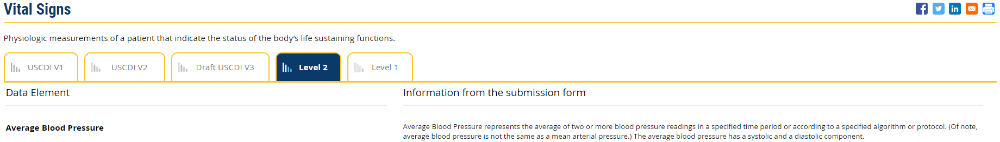 Vital Signs
Physiologic measurements of a patient that indicate the status of the body’s life sustaining functions.
USCDI V1 USCDI V2 Draft USCDI V3 Level 2 Level 1
Data Element
Information from the submission form
Average Blood Pressure
Average Blood Pressure represents the average of two or more blood pressure readings in a specified time period or according to a specified algorithm or protocol. (Of note,
average blood pressure is not the same as a mean arterial pressure.) The average blood pressure has a systolic and a diastolic component.